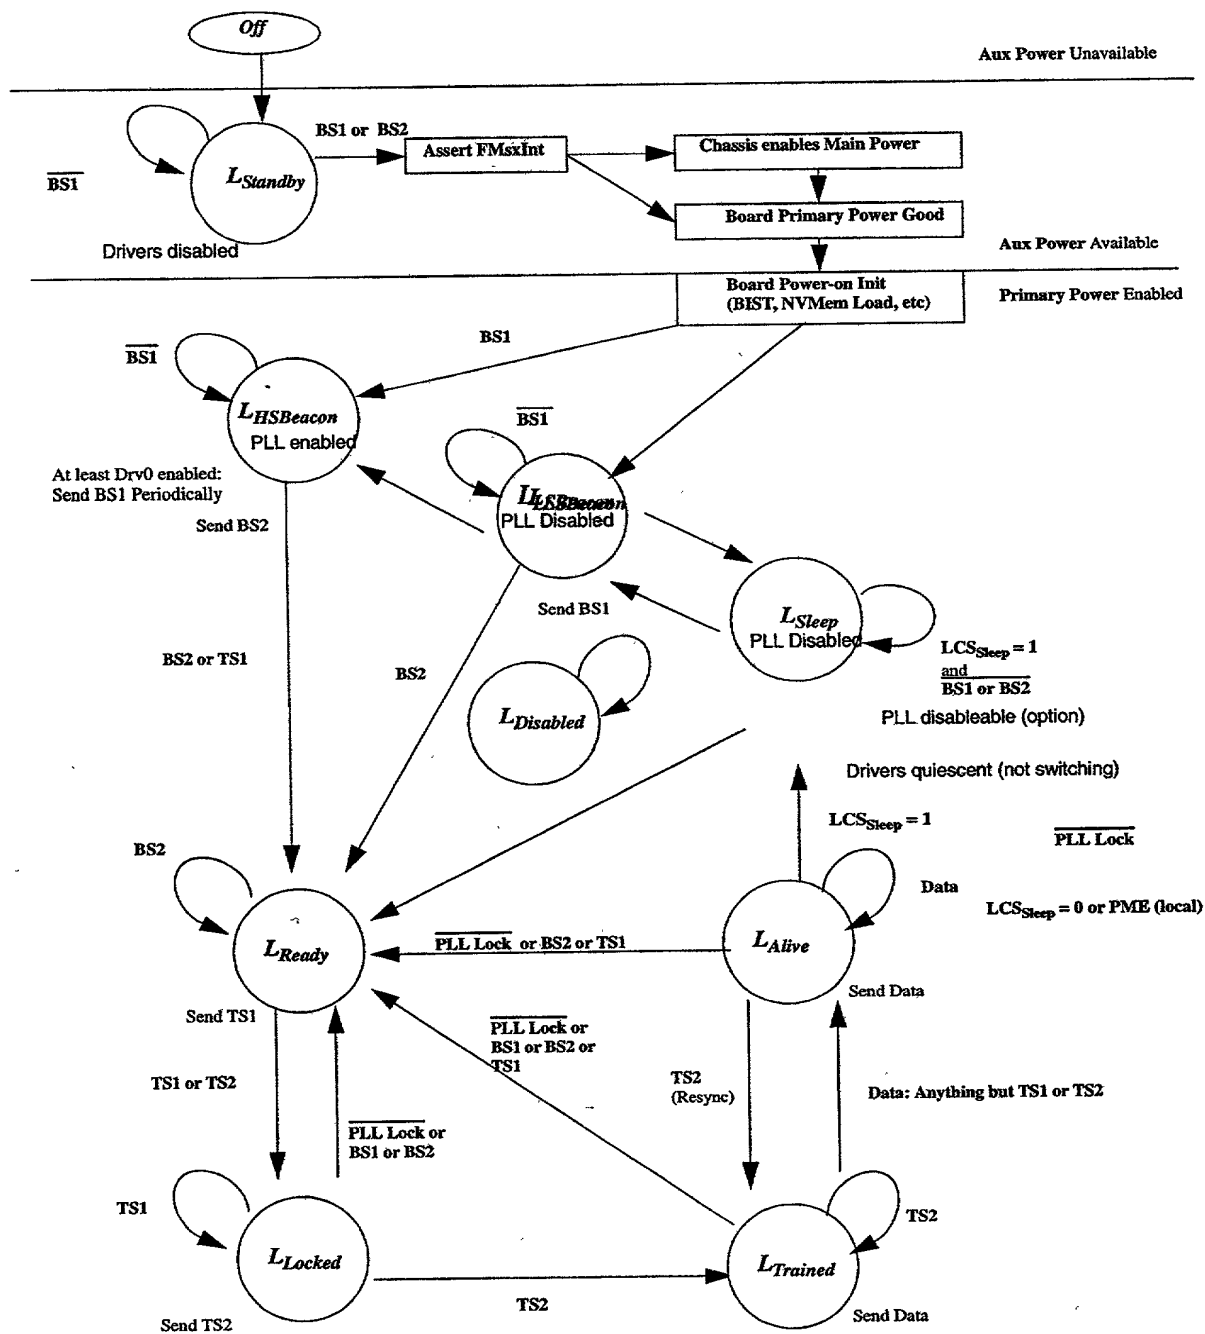 Off
Aux Power Unavailable
BS1 or BS2
Assert FMsxInt
Chassis enables Main Power
BS1
LStandby
Board Primary Power Good
Drivers disabled
Aux Power Available
Board Power-on Init
(BIST, NVMem Load, etc)
Primary Power Enabled
BS1
BS1
LHSBeacon
PLL enabled
BS1
At least Drv0 enabled:
Send BS1 Periodically
PLL Disabled
Send BS2
Send BS1
LSleep
PLL Disabled
LCSSleep = 1
and
BS1 or BS2
BS2 or TS1
BS2
LDisabled
PLL disableable (option)
Drivers quiescent (not switching)
LCSSleep = 1
PLL Lock
BS2
Data
LCSSleep = 0 or PME (local)
LReady
PLL Lock or BS2 or TS1
LAlive
Send Data
Send TS1
PLL Lock or
BS1 or BS2 or
TS1
TS1 or TS2
TS2
(Resync)
Data: Anything but TS1 or TS2
PLL Lock or
BS1 or BS2
TS1
TS2
LLocked
LTrained
TS2
Send TS2
Send Data